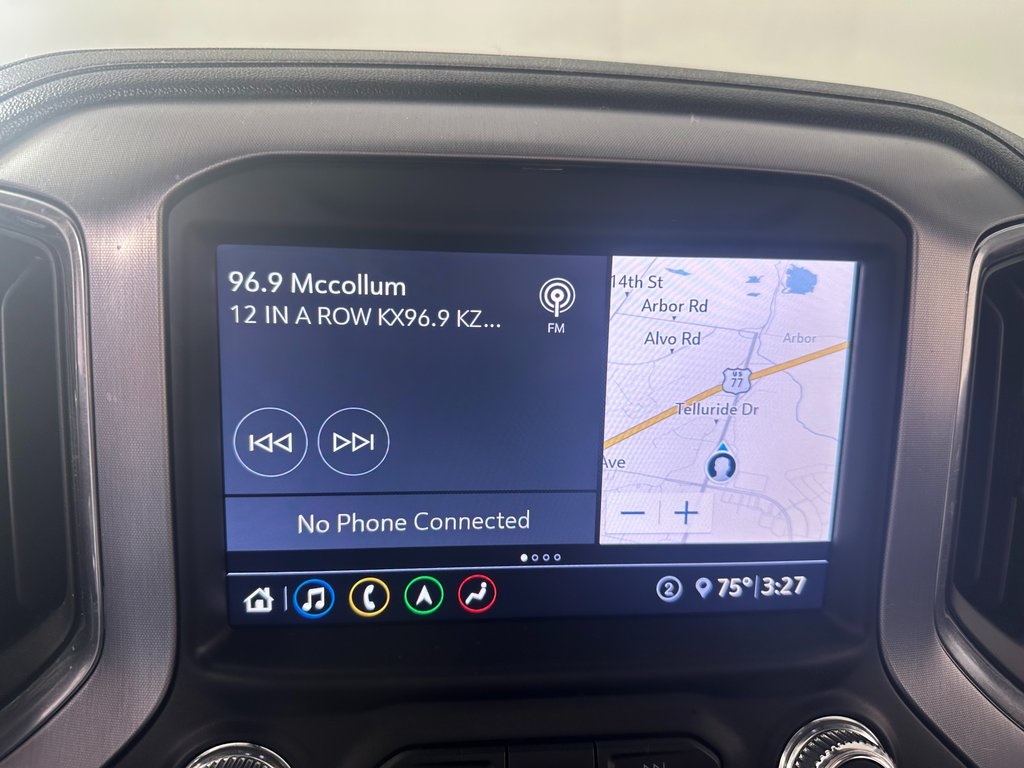 96.9 Mccollum
12 IN A ROW KX96.9 KZ...
FM
No Phone Connected
14th St
Arbor Rd
Alvo Rd
Arbor
US
77
Telluride Dr
Ave
2
75°
3:27